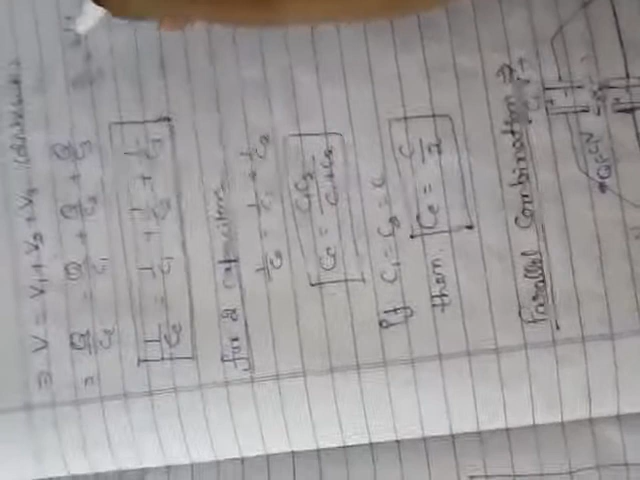 ⇒ V = V₁ + V₂ + V₃
= Q/Ce = Q/C₁ + Q/C₂ + Q/C₃
1/Ce = 1/C₁ + 1/C₂ + 1/C₃
for 2 capacitors
1/Ce = 1/C₁ + 1/C₂
Ce = C₁C₂/C₁+C₂
If C₁ = C₂ = C
then Ce = C/2
Parallel Combination ⇒